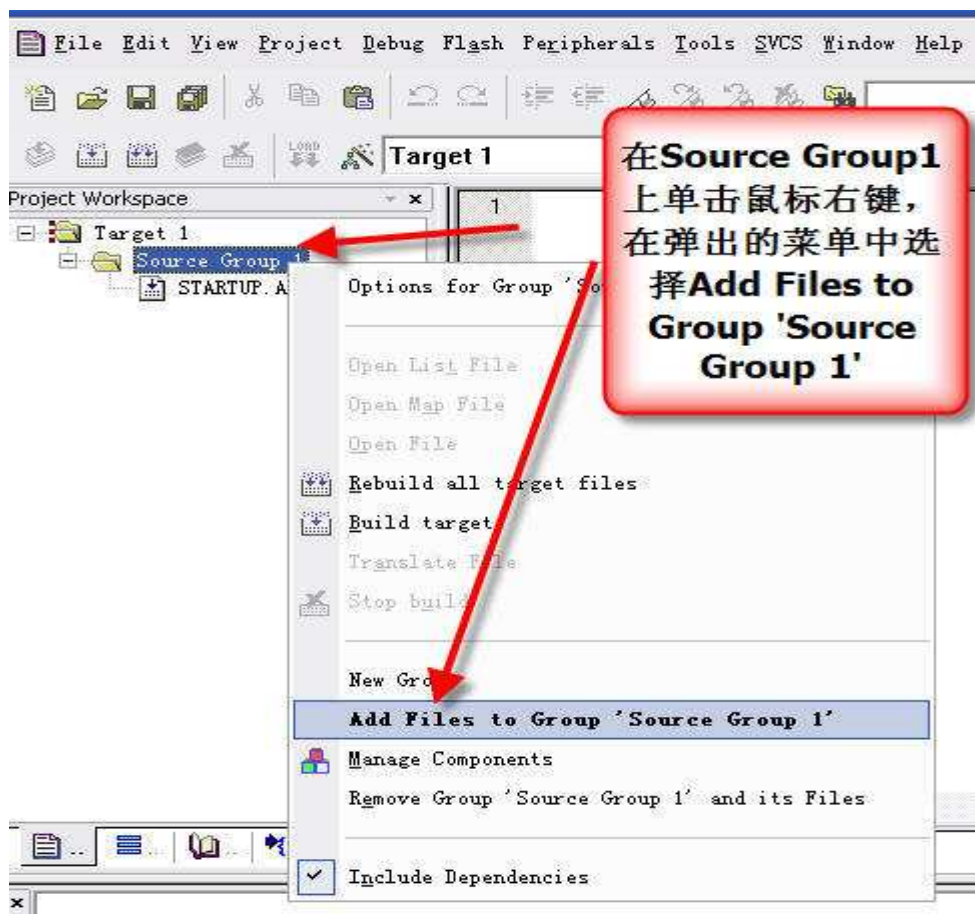 File Edit View Project Debug Flash Peripherals Tools SVCS Window Help
LOAD
Target 1
Project Workspace
1
Target 1
Source Group 1
STARTUP.A
在Source Group1
上单击鼠标右键，
在弹出的菜单中选
择Add Files to
Group 'Source
Group 1'
Options for Group 'So
Open List File
Open Map File
Open File
Rebuild all target files
Build target
Translate File
Stop build
New Gro
Add Files to Group 'Source Group 1'
Manage Components
Remove Group 'Source Group 1' and its Files
Include Dependencies